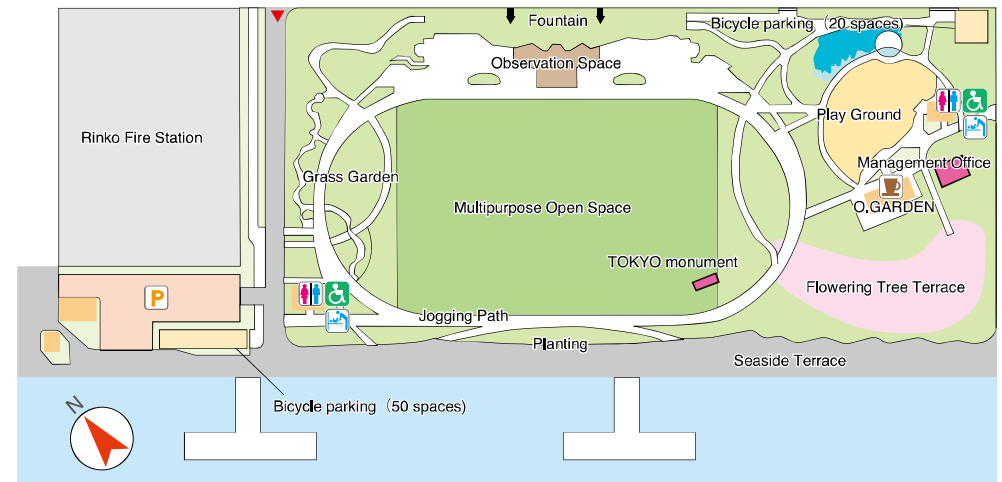 Fountain
Bicycle parking（20 spaces）
Observation Space
Rinko Fire Station
Play Ground
Grass Garden
Management Office
Multipurpose Open Space
O.GARDEN
TOKYO monument
Flowering Tree Terrace
P
Jogging Path
Planting
Seaside Terrace
N
Bicycle parking（50 spaces）